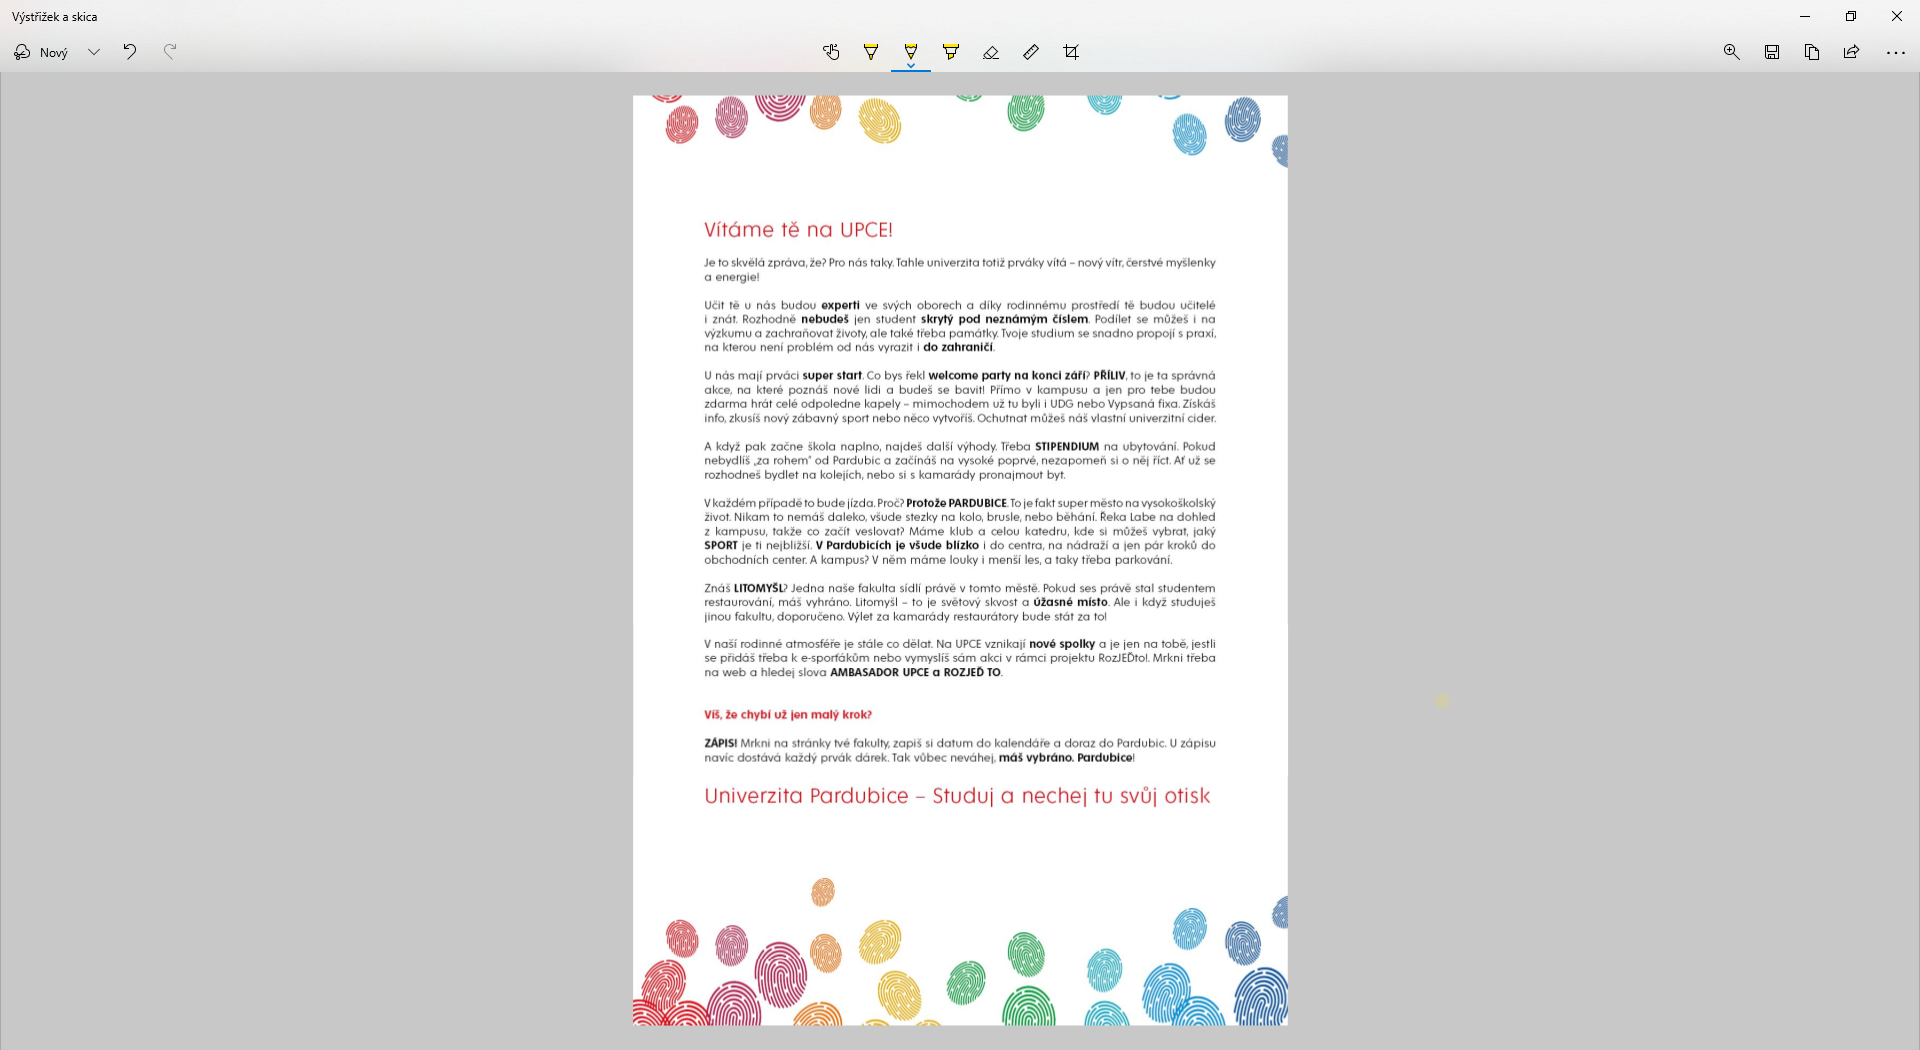 Výstřižek a skica
Nový
Vítáme tě na UPCE!
Je to skvělá zpráva, že? Pro nás taky. Tahle univerzita totiž prváky vítá – nový vítr, čerstvé myšlenky
a energie!
Učit tě u nás budou experti ve svých oborech a díky rodinnému prostředí tě budou učitelé
i znát. Rozhodně nebudeš jen student skrytý pod neznámým číslem. Podílet se můžeš i na
výzkumu a zachraňovat životy, ale také třeba památky. Tvoje studium se snadno propojí s praxí,
na kterou není problém od nás vyrazit i do zahraničí.
U nás mají prváci super start. Co bys řekl welcome party na konci září? PŘÍLIV, to je ta správná
akce, na které poznáš nové lidi a budeš se bavit! Přímo v kampusu a jen pro tebe budou
zdarma hrát celé odpoledne kapely – mimochodem už tu byli i UDG nebo Vypsaná fixa. Získáš
info, zkusíš nový zábavný sport nebo něco vytvoříš. Ochutnat můžeš náš vlastní univerzitní cider.
A když pak začne škola naplno, najdeš další výhody. Třeba STIPENDIUM na ubytování. Pokud
nebydlíš „za rohem“ od Pardubic a začínáš na vysoké poprvé, nezapomeň si o něj říct. Ať už se
rozhodneš bydlet na kolejích, nebo si s kamarády pronajmout byt.
V každém případě to bude jízda. Proč? Protože PARDUBICE. To je fakt super město na vysokoškolský
život. Nikam to nemáš daleko, všude stezky na kolo, brusle, nebo běhání. Řeka Labe na dohled
z kampusu, takže co začít veslovat? Máme klub a celou katedru, kde si můžeš vybrat, jaký
SPORT je ti nejbližší. V Pardubicích je všude blízko i do centra, na nádraží a jen pár kroků do
obchodních center. A kampus? V něm máme louky i menší les, a taky třeba parkování.
Znáš LITOMYŠL? Jedna naše fakulta sídlí právě v tomto městě. Pokud ses právě stal studentem
restaurování, máš vyhráno. Litomyšl – to je světový skvost a úžasné místo. Ale i když studuješ
jinou fakultu, doporučeno. Výlet za kamarády restaurátory bude stát za to!
V naší rodinné atmosféře je stále co dělat. Na UPCE vznikají nové spolky a je jen na tobě, jestli
se přidáš třeba k e-sporťákům nebo vymyslíš sám akci v rámci projektu RozJEĎto!. Mrkni třeba
na web a hledej slova AMBASADOR UPCE a ROZJEĎ TO.
Víš, že chybí už jen malý krok?
ZÁPIS! Mrkni na stránky tvé fakulty, zapiš si datum do kalendáře a doraz do Pardubic. U zápisu
navíc dostává každý prvák dárek. Tak vůbec neváhej, máš vybráno. Pardubice!
Univerzita Pardubice – Studuj a nechej tu svůj otisk